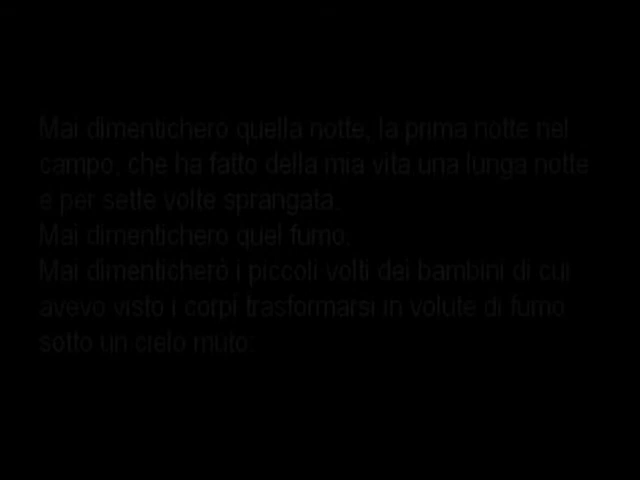 Mai dimenticherò quella notte, la prima notte nel
campo, che ha fatto della mia vita una lunga notte
e per sette volte sprangata.
Mai dimenticherò quel fumo.
Mai dimenticherò i piccoli volti dei bambini di cui
avevo visto i corpi trasformarsi in volute di fumo
sotto un cielo muto.